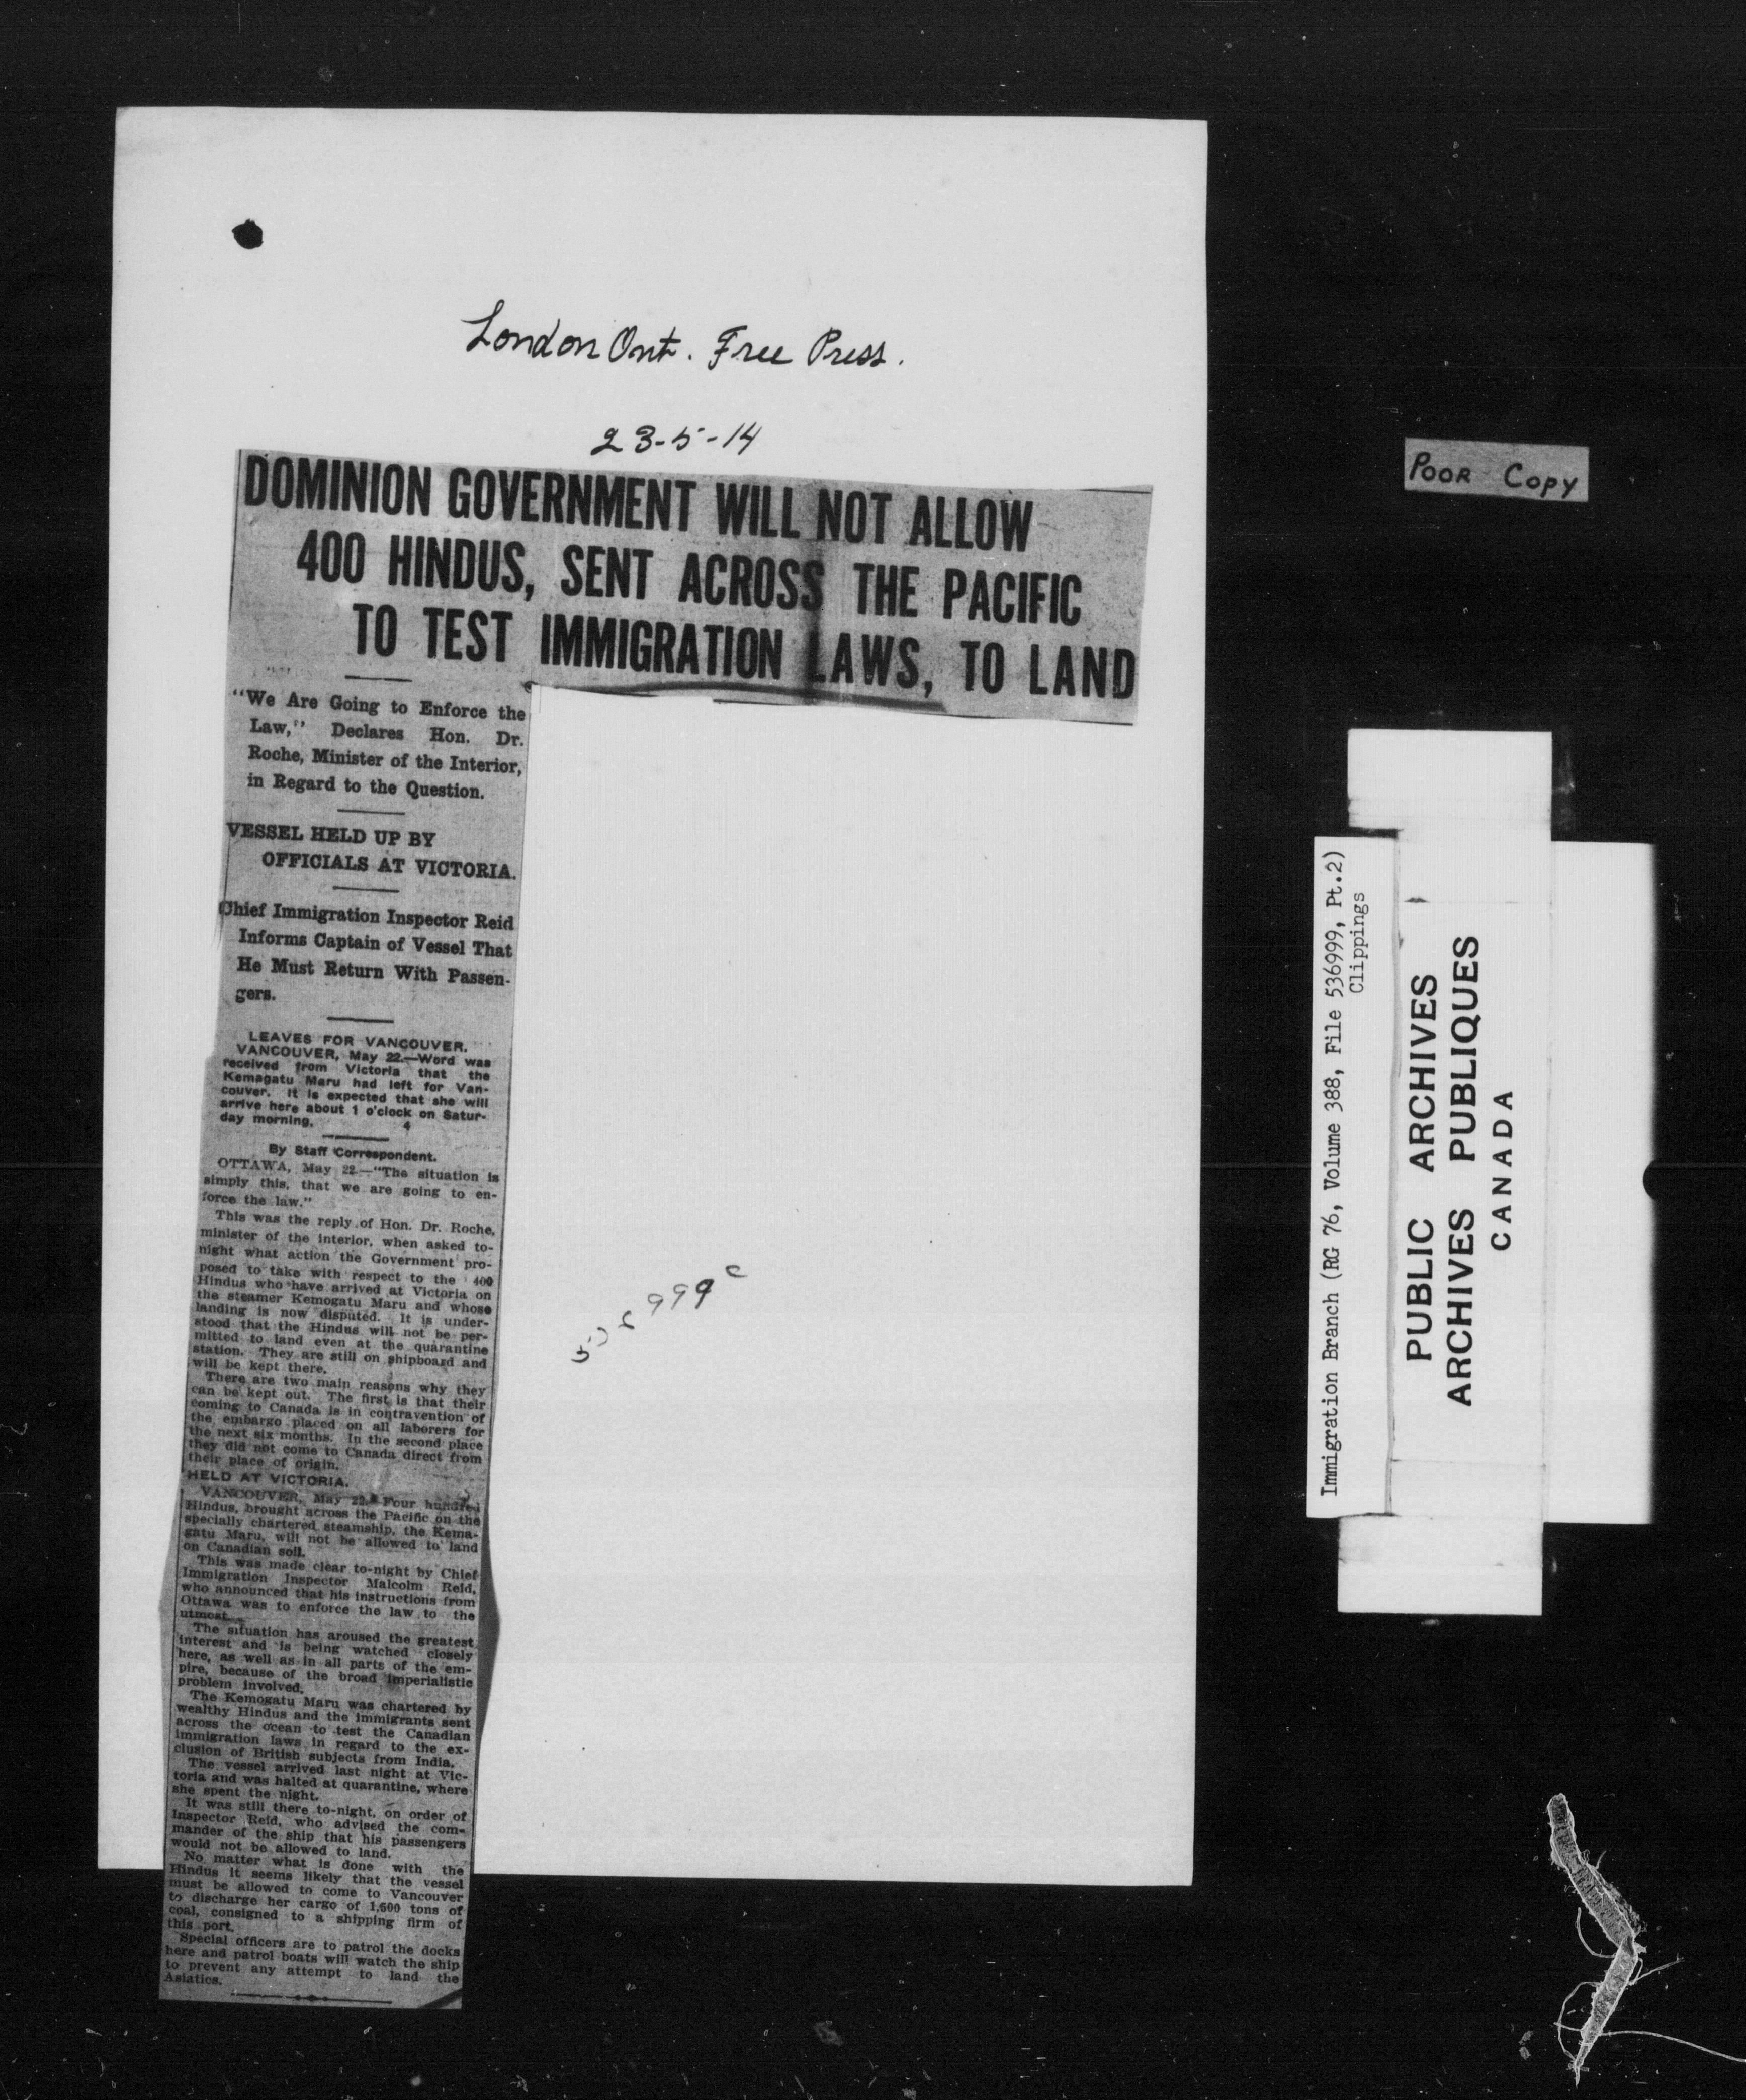 London Ont. Free Press.
23-5-14
DOMINION GOVERNMENT WILL NOT ALLOW
400 HINDUS, SENT ACROSS THE PACIFIC
TO TEST IMMIGRATION LAWS, TO LAND
"We Are Going to Enforce the
Law," Declares Hon. Dr.
Roche, Minister of the Interior,
in Regard to the Question.
VESSEL HELD UP BY
OFFICIALS AT VICTORIA.
Chief Immigration Inspector Reid
Informs Captain of Vessel That
He Must Return With Passen-
gers.
LEAVES FOR VANCOUVER.
VANCOUVER, May 22.—Word was
received from Victoria that the
Kemagatu Maru had left for Van-
couver. It is expected that she will
arrive here about 1 o'clock on Satur-
day morning. 4
By Staff Correspondent.
OTTAWA, May 22—"The situation is
simply this, that we are going to en-
force the law."
This was the reply of Hon. Dr. Roche,
minister of the interior, when asked to-
night what action the Government pro-
posed to take with respect to the 400
Hindus who have arrived at Victoria on
the steamer Kemogatu Maru and whose
landing is now disputed. It is under-
stood that the Hindus will not be per-
mitted to land even at the quarantine
station. They are still on shipboard and
will be kept there.
There are two main reasons why they
can be kept out. The first is that their
coming to Canada is in contravention of
the embargo placed on all laborers for
the next six months. In the second place
they did not come to Canada direct from
their place of origin.
HELD AT VICTORIA.
VANCOUVER, May 22.—Four hundred
Hindus, brought across the Pacific on the
specially chartered steamship, the Kema-
gatu Maru, will not be allowed to land
on Canadian soil.
This was made clear to-night by Chief
Immigration Inspector Malcolm Reid,
who announced that his instructions from
Ottawa was to enforce the law to the
utmost.
The situation has aroused the greatest
interest and is being watched closely
here, as well as in all parts of the em-
pire, because of the broad imperialistic
problem involved.
The Kemogatu Maru was chartered by
wealthy Hindus and the immigrants sent
across the ocean to test the Canadian
immigration laws in regard to the ex-
clusion of British subjects from India.
The vessel arrived last night at Vic-
toria and was halted at quarantine, where
she spent the night.
It was still there to-night, on order of
Inspector Reid, who advised the com-
mander of the ship that his passengers
would not be allowed to land.
No matter what is done with the
Hindus it seems likely that the vessel
must be allowed to come to Vancouver
to discharge her cargo of 1,600 tons of
coal, consigned to a shipping firm of
this port.
Special officers are to patrol the docks
here and patrol boats will watch the ship
to prevent any attempt to land the
Asiatics.
POOR COPY
Immigration Branch (RG 76, Volume 388, File 536999, Pt.2)
Clippings
PUBLIC ARCHIVES
ARCHIVES PUBLIQUES
CANADA